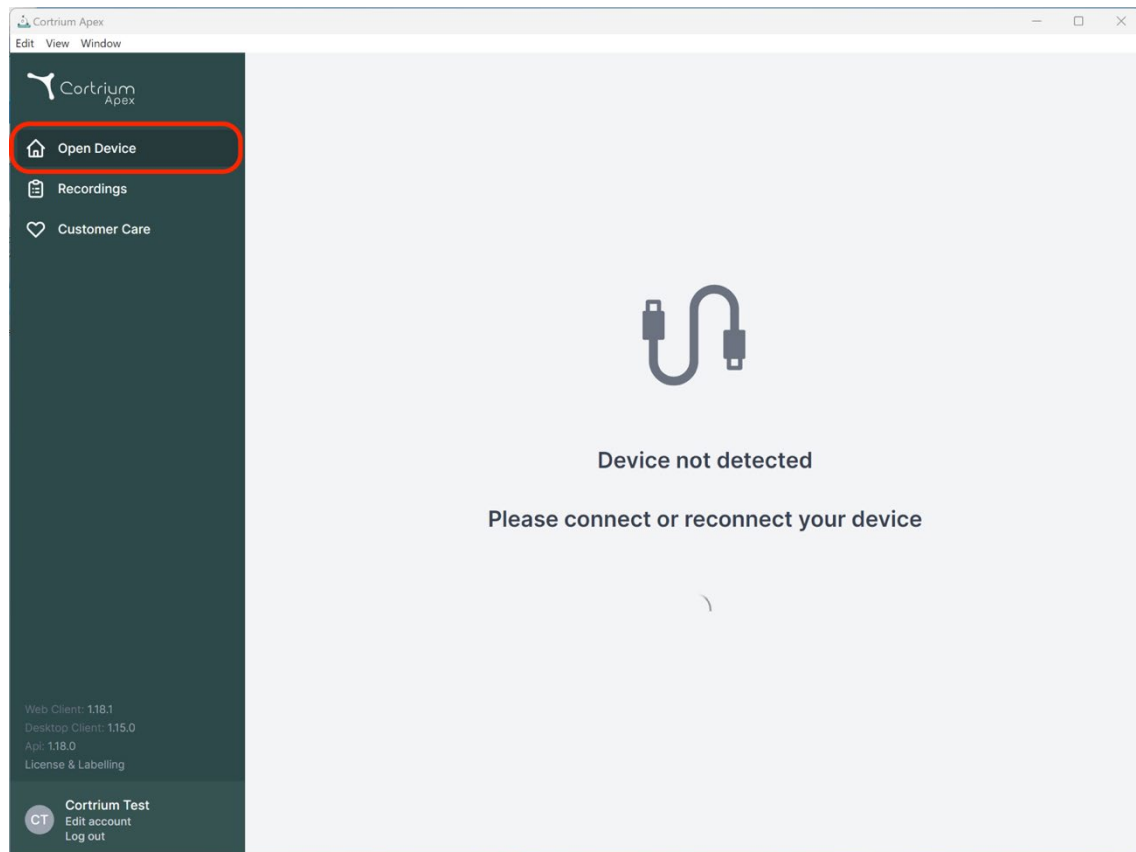 Cortrium Apex
Edit View Window
Cortrium
Apex
Open Device
Recordings
Customer Care
Device not detected
Please connect or reconnect your device
Web Client: 1.18.1
Desktop Client: 1.15.0
Api: 1.18.0
License & Labelling
CT
Cortrium Test
Edit account
Log out